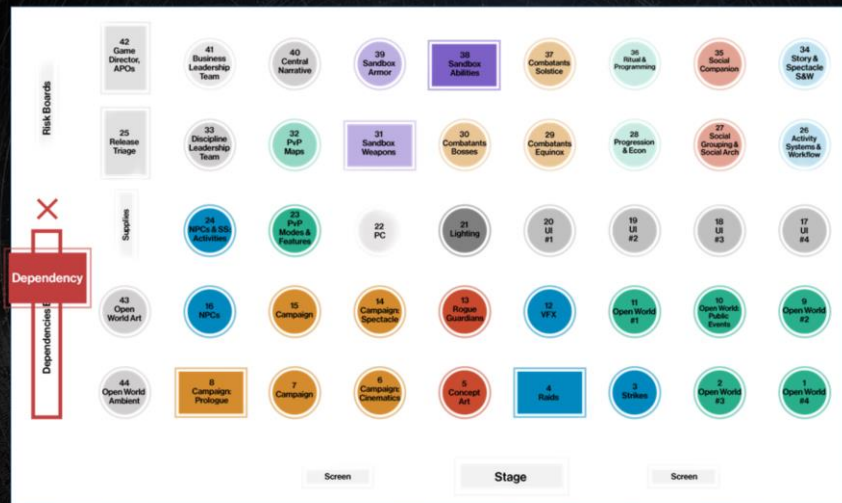 42
Game
Director,
APOs
41
Business
Leadership
Team
40
Central
Narrative
39
Sandbox
Armor
38
Sandbox
Abilities
37
Combatants
Solstice
36
Ritual &
Programming
35
Social
Companion
34
Story &
Spectacle
S&W
Risk Boards
25
Release
Triage
33
Discipline
Leadership
Team
32
PvP
Maps
31
Sandbox
Weapons
30
Combatants
Bosses
29
Combatants
Equinox
28
Progression
& Econ
27
Social
Grouping &
Social Arch
26
Activity
Systems &
Workflow
Supplies
24
NPCs & SS:
Activities
23
PvP
Modes &
Features
22
PC
21
Lighting
20
UI
#1
19
UI
#2
18
UI
#3
17
UI
#4
Dependency
Dependencies
43
Open
World Art
16
NPCs
15
Campaign
14
Campaign:
Spectacle
13
Rogue
Guardians
12
VFX
11
Open World
#1
10
Open World:
Public
Events
9
Open World
#2
44
Open World
Ambient
8
Campaign:
Prologue
7
Campaign
6
Campaign:
Cinematics
5
Concept
Art
4
Raids
3
Strikes
2
Open World
#3
1
Open World
#4
Screen
Stage
Screen